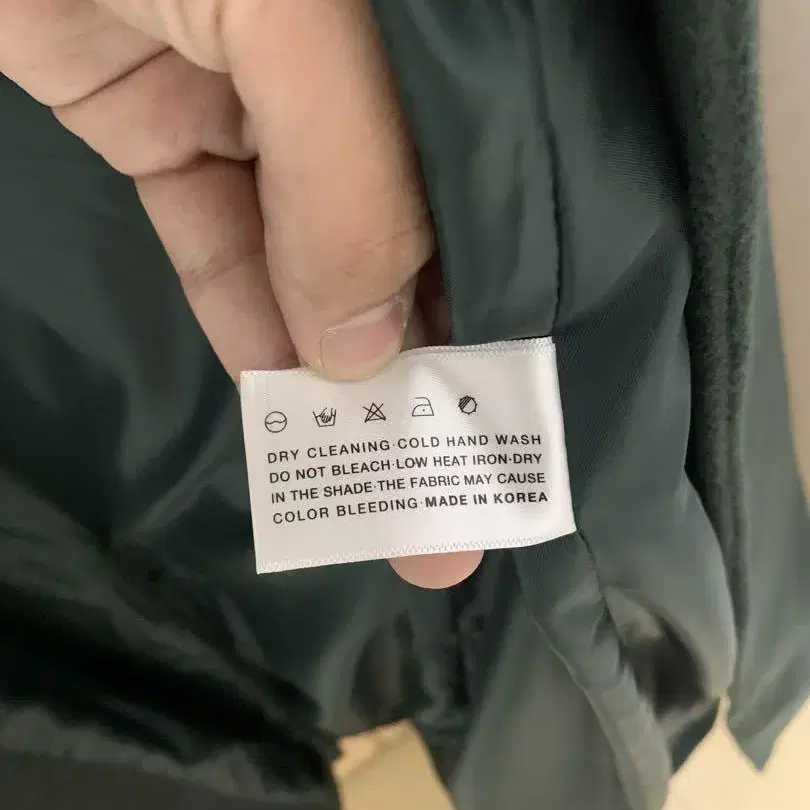 DRY CLEANING·COLD HAND WASH
DO NOT BLEACH·LOW HEAT IRON·DRY
IN THE SHADE·THE FABRIC MAY CAUSE
COLOR BLEEDING·MADE IN KOREA